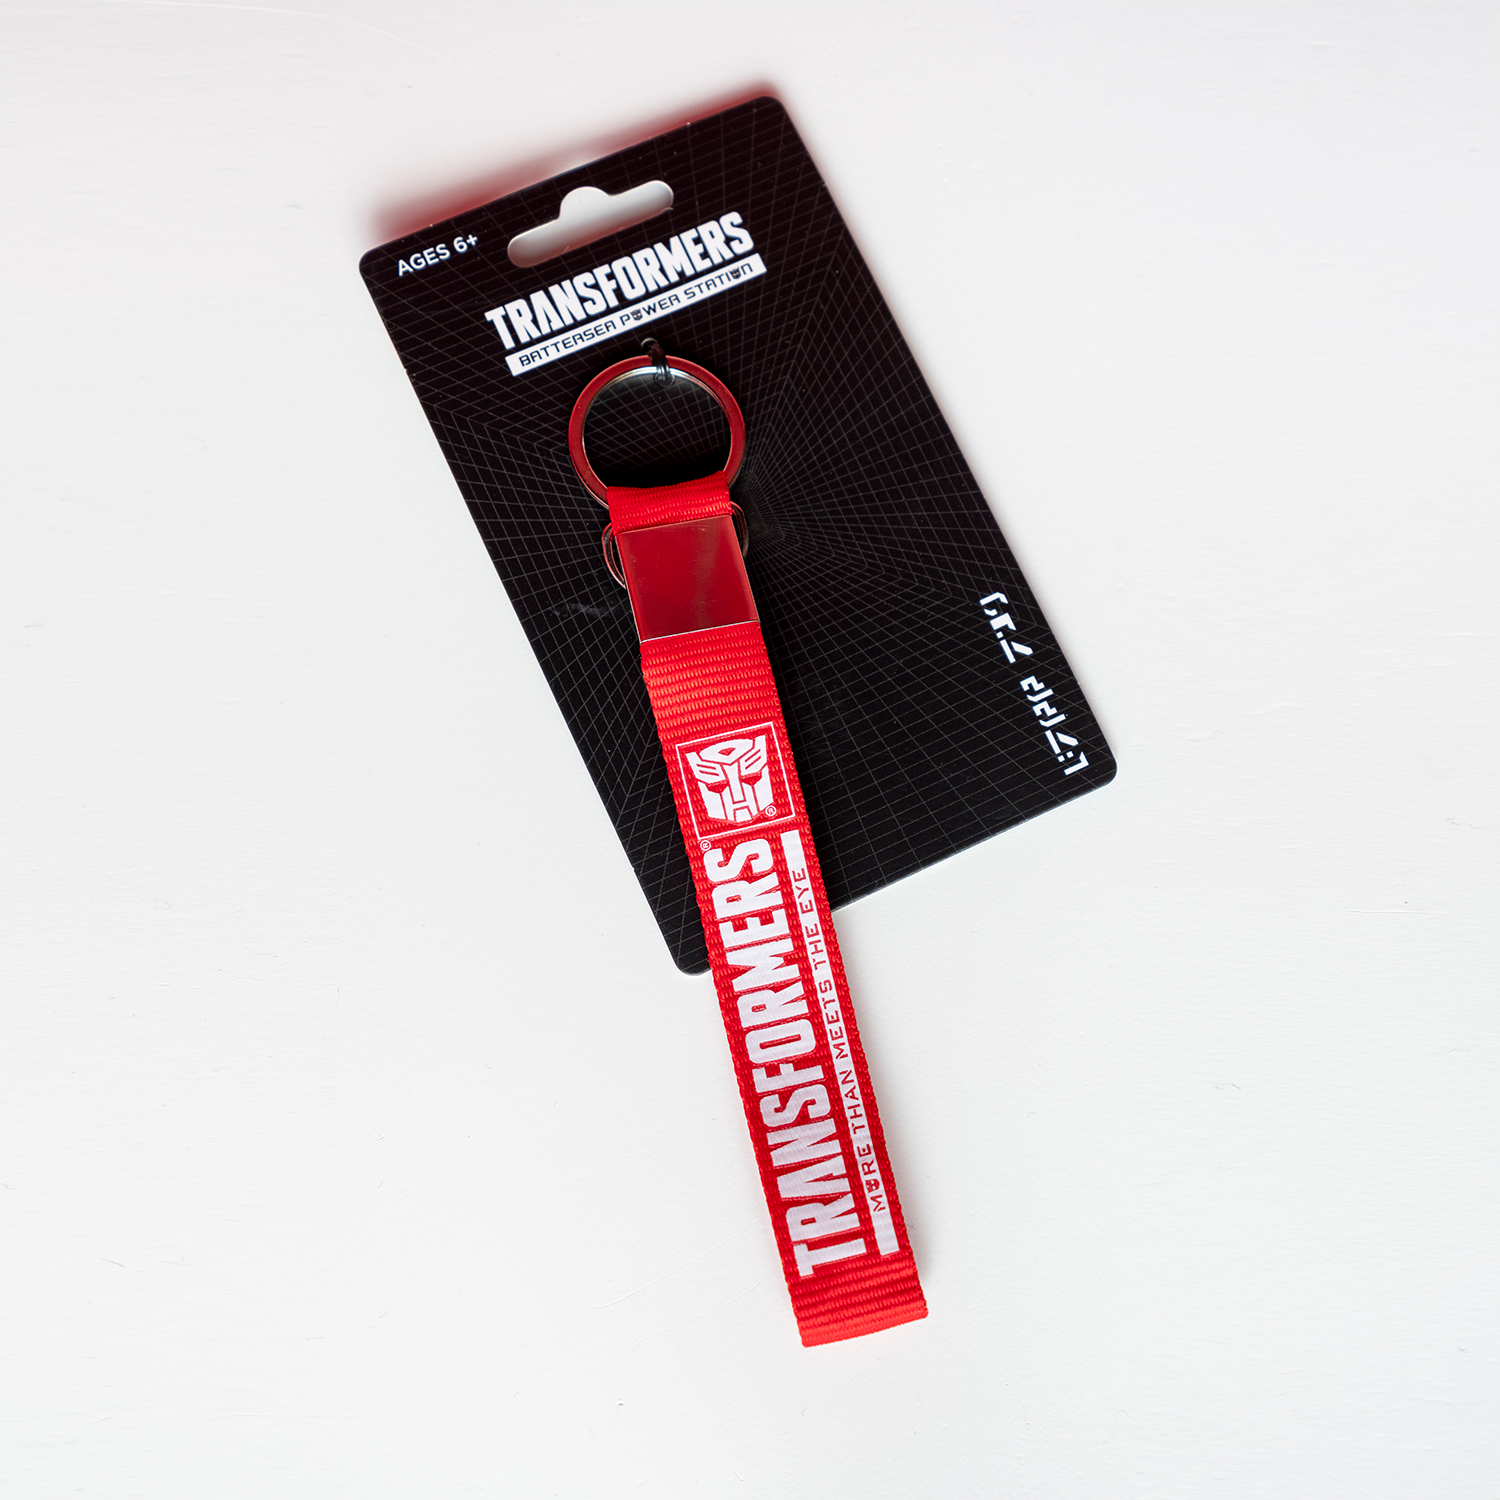 AGES 6+
TRANSFORMERS
BATTERSEA POWER STATION
TRANSFORMERS®
®
MORE THAN MEETS THE EYE